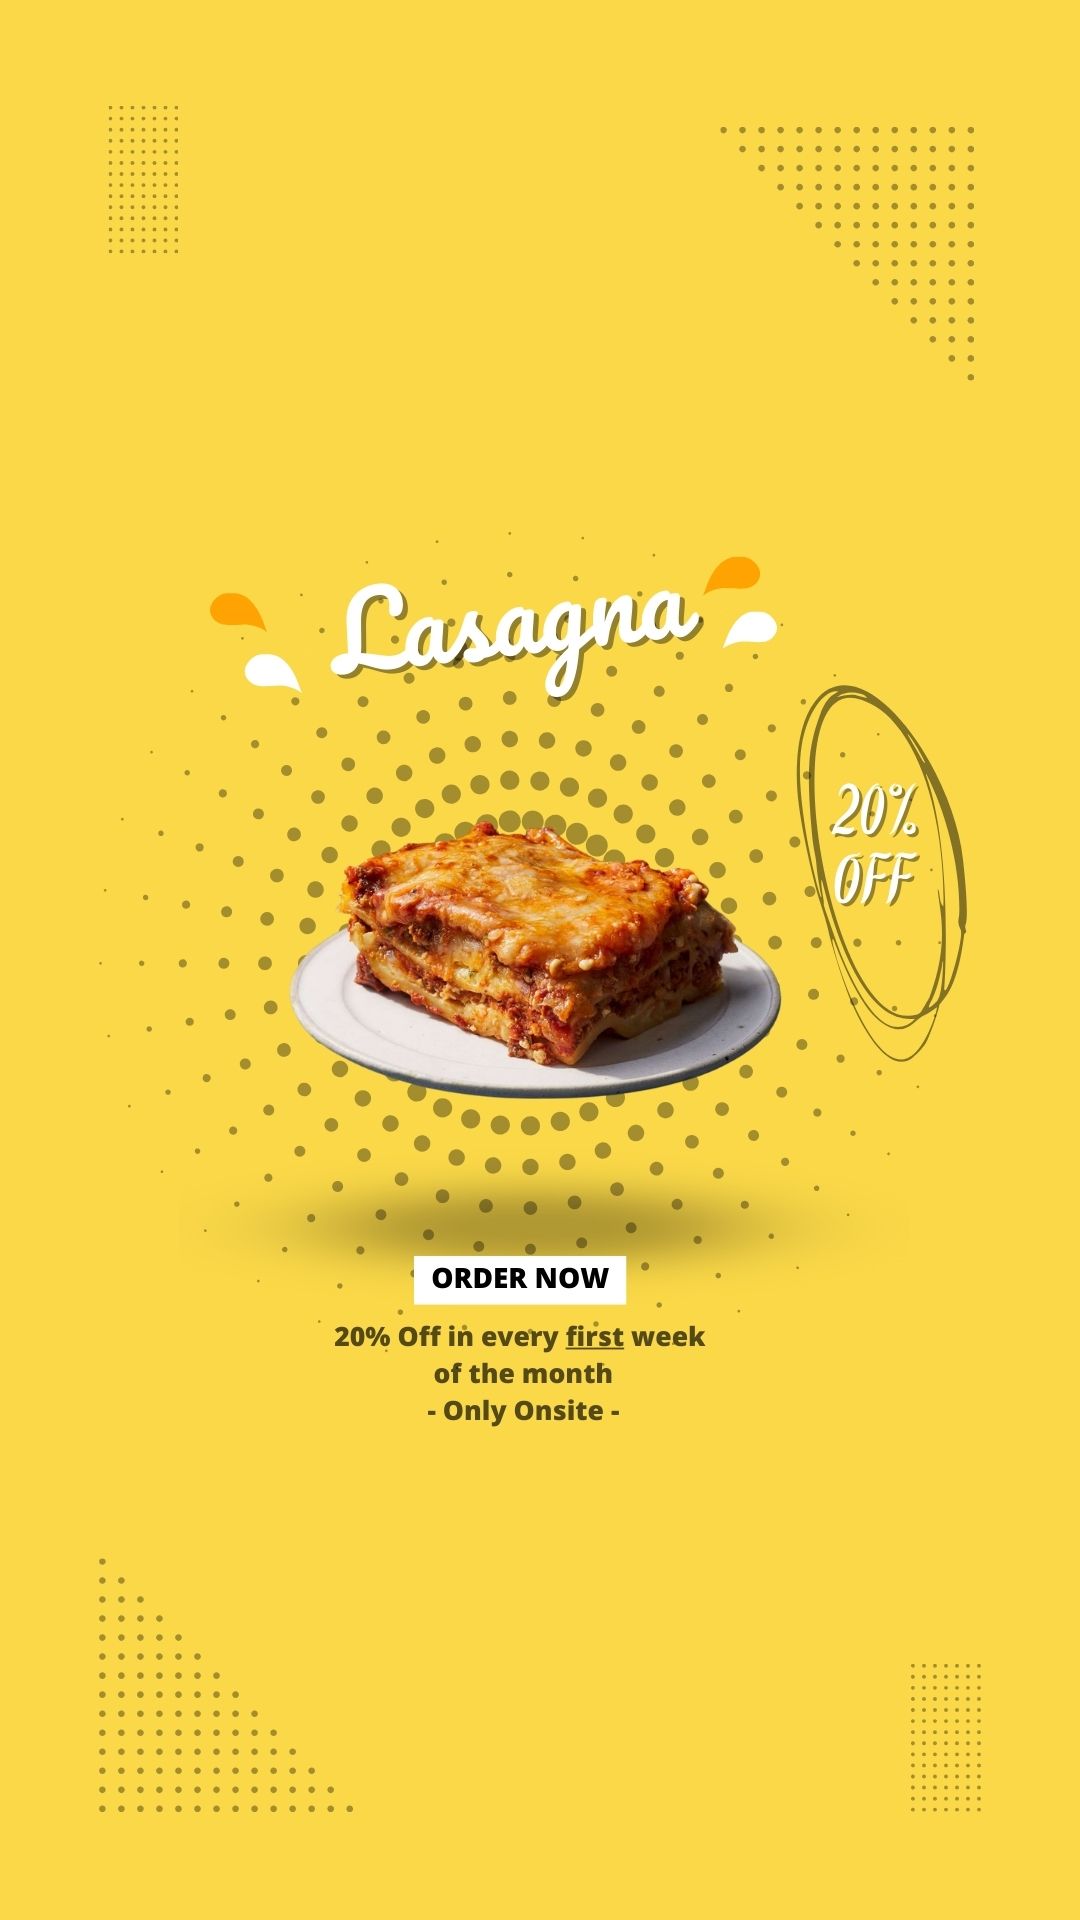 Lasagna
20%
OFF
ORDER NOW
20% Off in every first week
of the month
- Only Onsite -